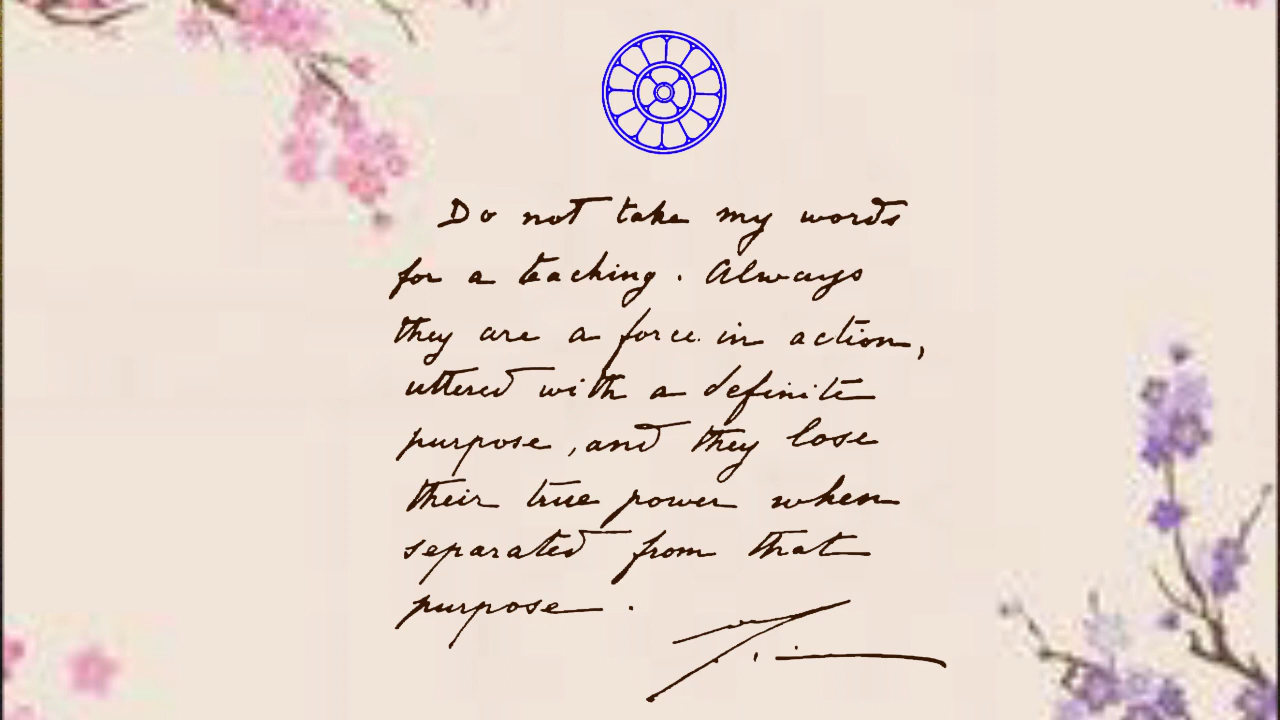 Do not take my words
for a teaching. Always
they are a force in action,
uttered with a definite
purpose, and they lose
their true power when
separated from that
purpose.